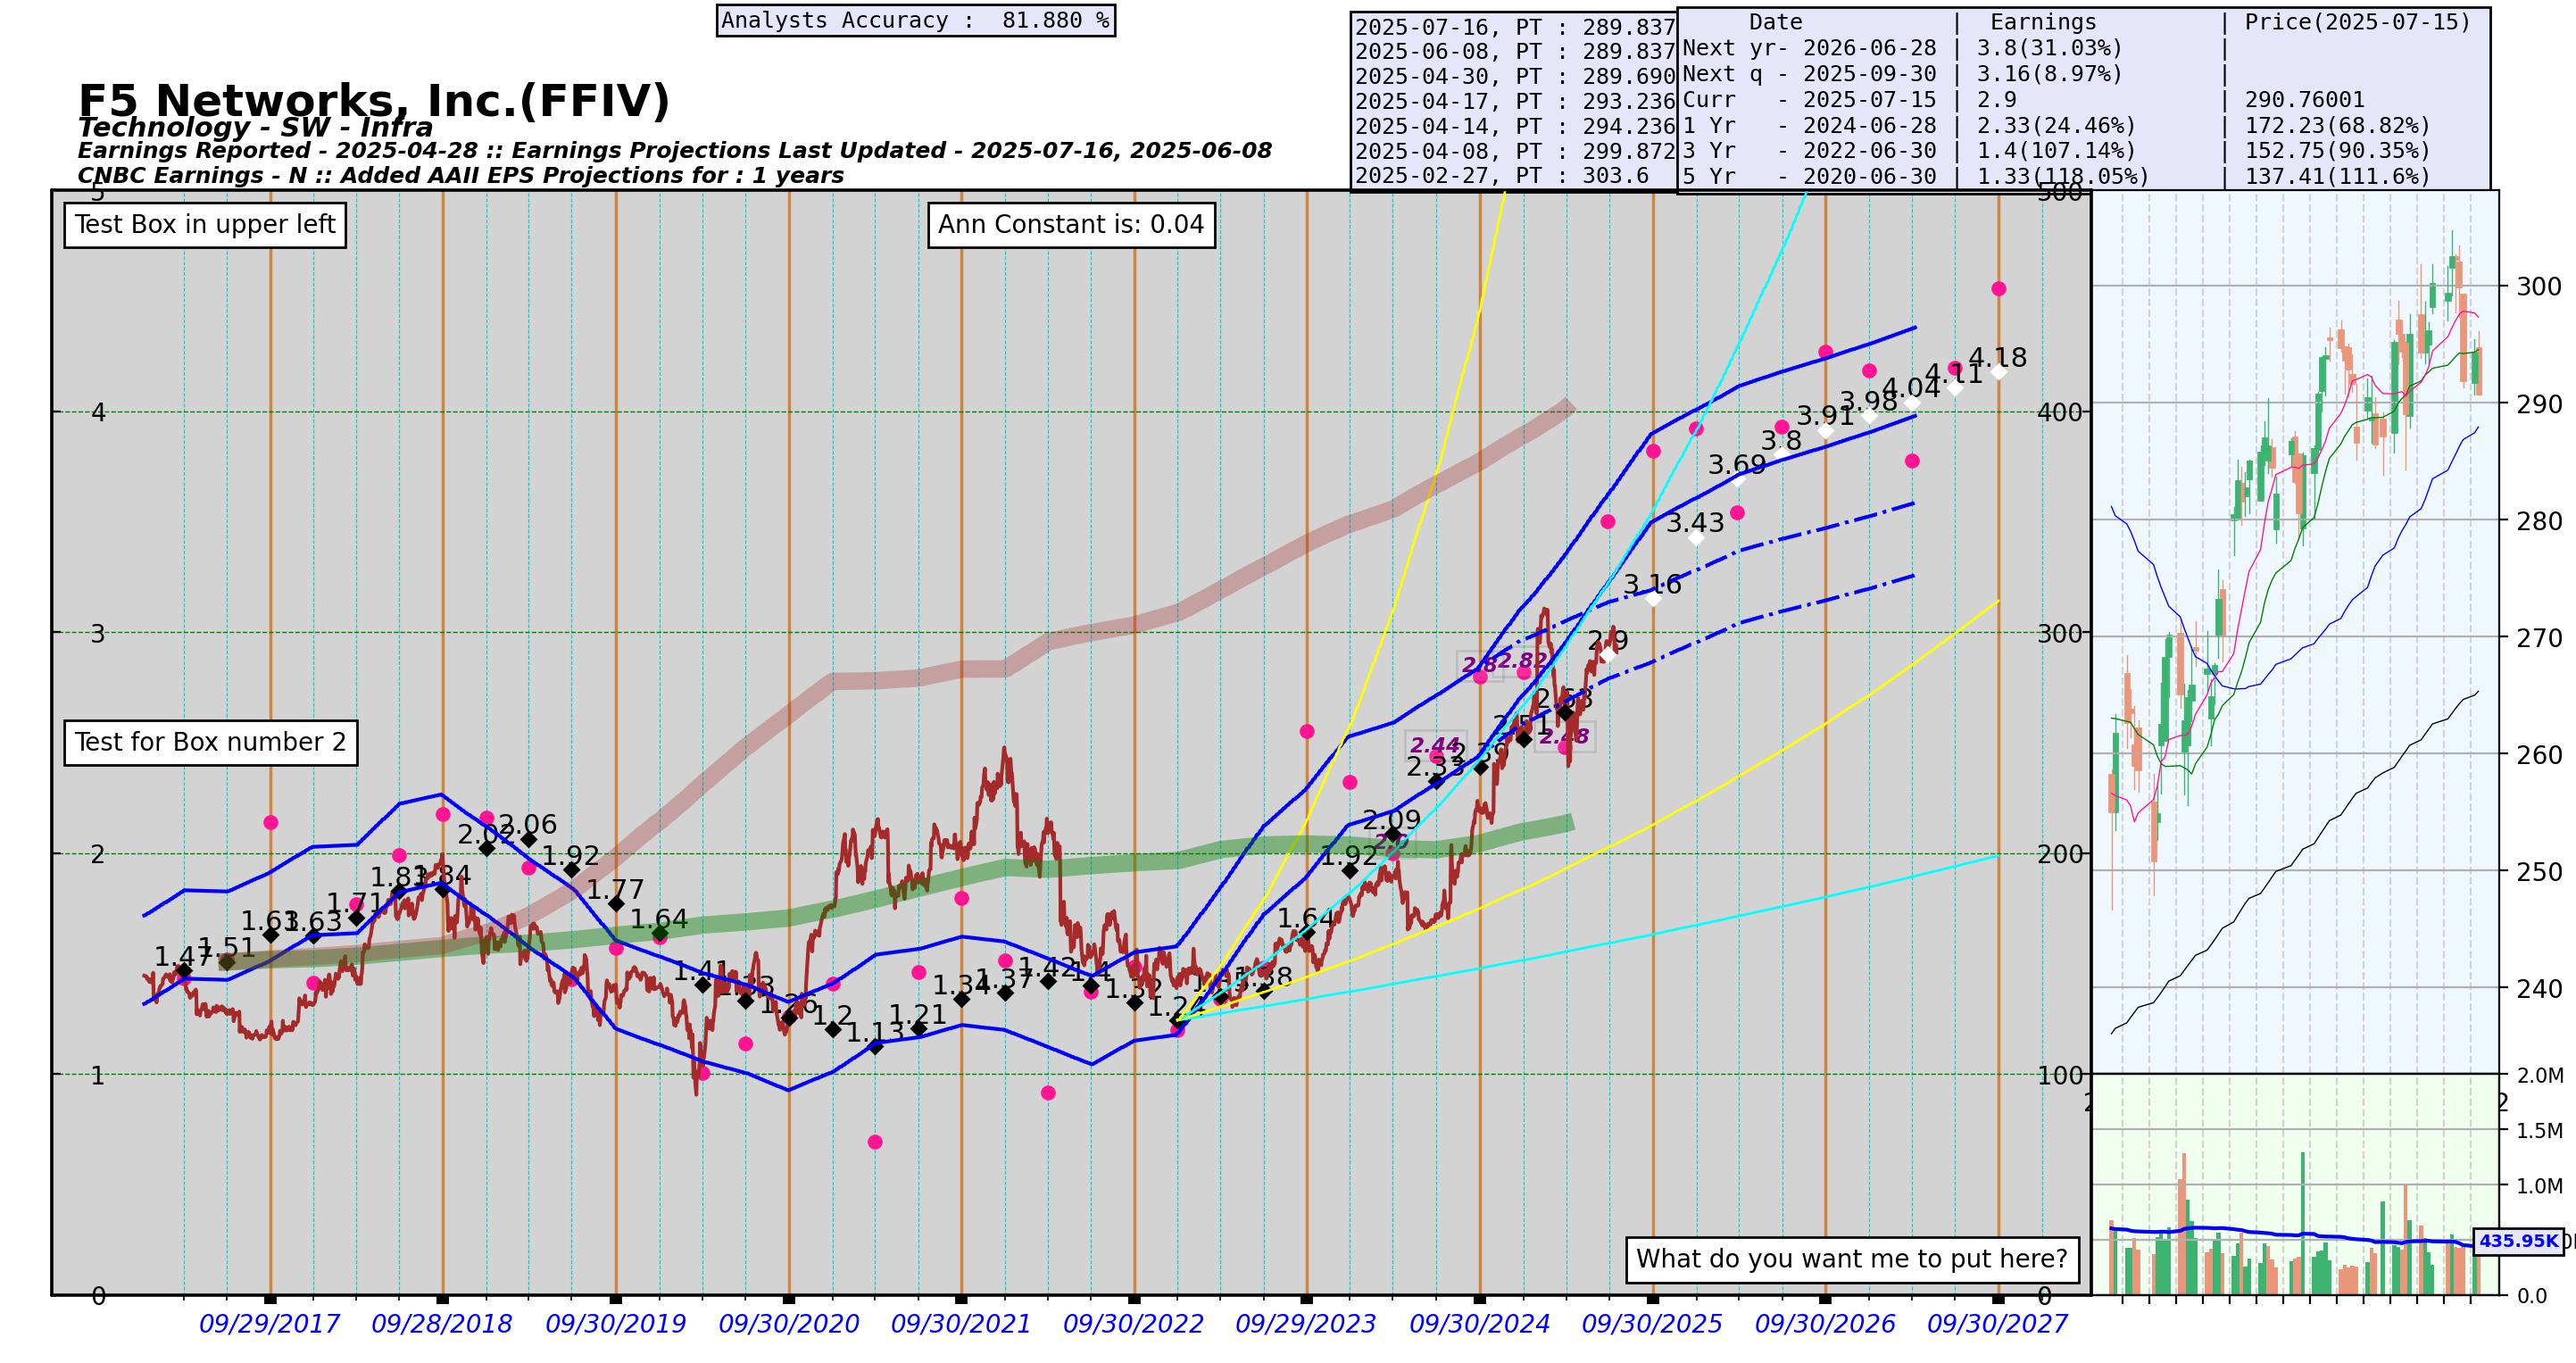 Analysts Accuracy :  81.880 %
2025-07-16, PT : 289.837
2025-06-08, PT : 289.837
2025-04-30, PT : 289.690
2025-04-17, PT : 293.236
2025-04-14, PT : 294.236
2025-04-08, PT : 299.872
2025-02-27, PT : 303.6
Date | Earnings | Price(2025-07-15)
Next yr- 2026-06-28 | 3.8(31.03%) |
Next q - 2025-09-30 | 3.16(8.97%) |
Curr - 2025-07-15 | 2.9 | 290.76001
1 Yr - 2024-06-28 | 2.33(24.46%) | 172.23(68.82%)
3 Yr - 2022-06-30 | 1.4(107.14%) | 152.75(90.35%)
5 Yr - 2020-06-30 | 1.33(118.05%) | 137.41(111.6%)
F5 Networks, Inc.(FFIV)
Technology - SW - Infra
Earnings Reported - 2025-04-28 :: Earnings Projections Last Updated - 2025-07-16, 2025-06-08
CNBC Earnings - N :: Added AAII EPS Projections for : 1 years
Test Box in upper left
Ann Constant is: 0.04
Test for Box number 2
What do you want me to put here?
5
4
3
2
1
0
500
400
300
200
100
0
1.47
1.51
1.63
1.63
1.71
1.83
1.84
2.02
2.06
1.92
1.77
1.64
1.41
1.33
1.26
1.2
1.13
1.21
1.34
1.37
1.42
1.4
1.32
1.24
1.38
1.64
1.92
2.09
2.33
2.39
2.51
2.63
2.9
3.16
3.43
3.69
3.8
3.91
3.98
4.04
4.11
4.18
2.44
2.8
2.82
2.48
300
290
280
270
260
250
240
2.0M
1.5M
1.0M
0.0
435.95K
09/29/2017
09/28/2018
09/30/2019
09/30/2020
09/30/2021
09/30/2022
09/29/2023
09/30/2024
09/30/2025
09/30/2026
09/30/2027